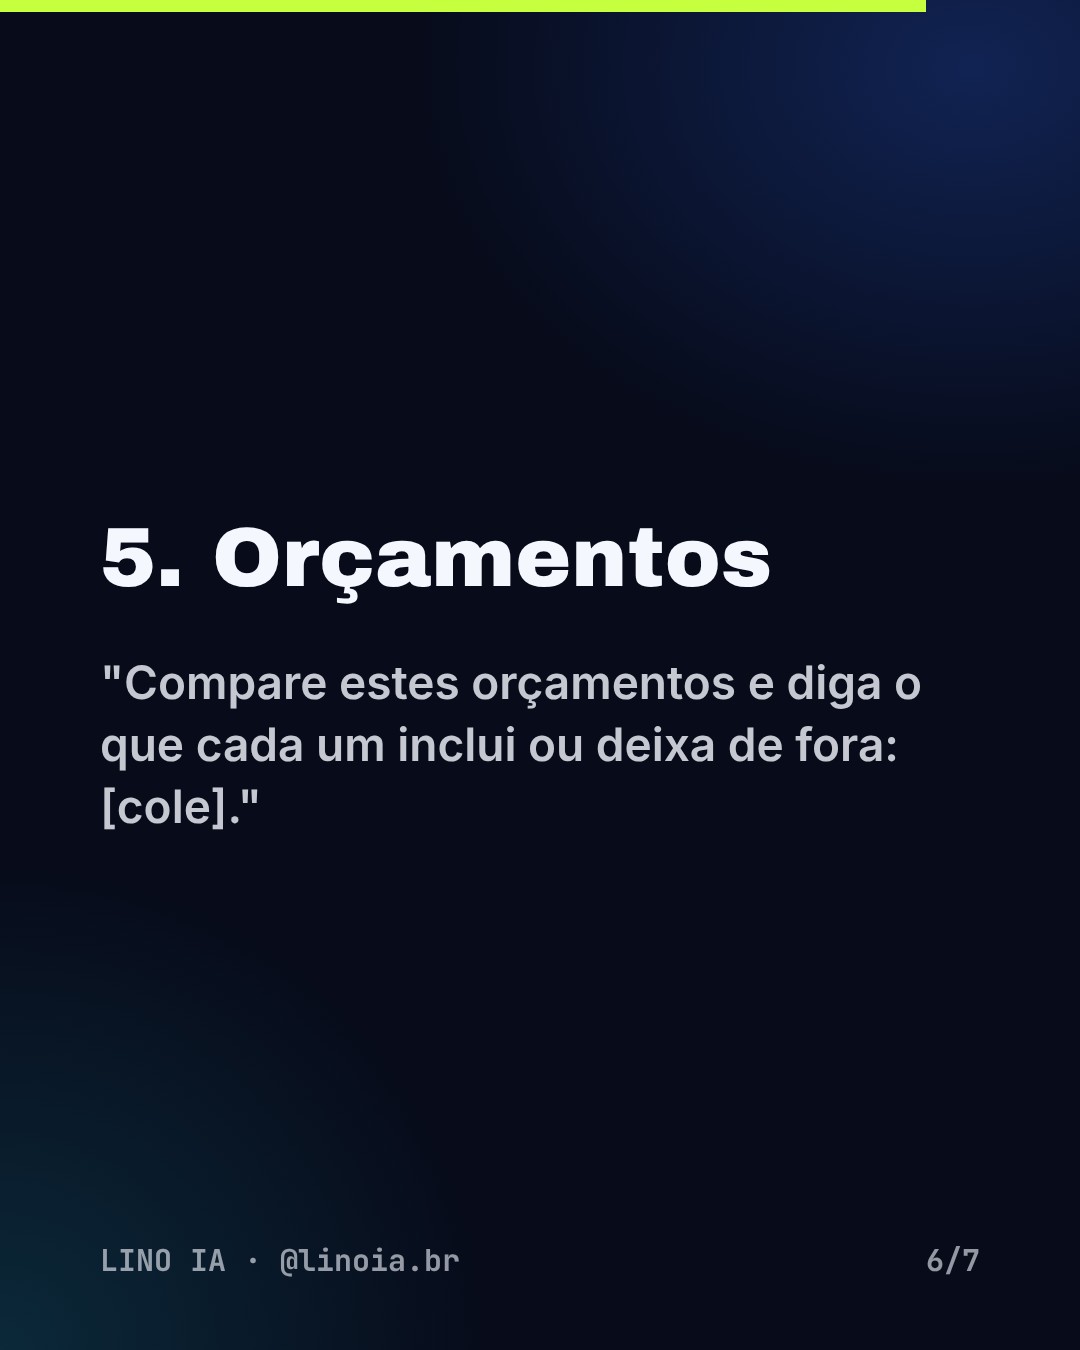 5. Orçamentos
"Compare estes orçamentos e diga o
que cada um inclui ou deixa de fora:
[cole]."
LINO IA · @linoia.br
6/7